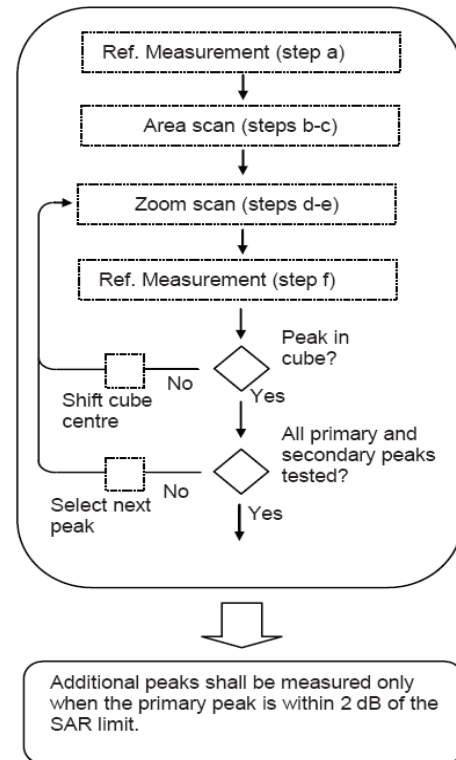 Ref. Measurement (step a)
Area scan (steps b-c)
Zoom scan (steps d-e)
Ref. Measurement (step f)
Peak in
cube?
No
Yes
Shift cube
centre
All primary and
secondary peaks
tested?
No
Yes
Select next
peak
Additional peaks shall be measured only
when the primary peak is within 2 dB of the
SAR limit.